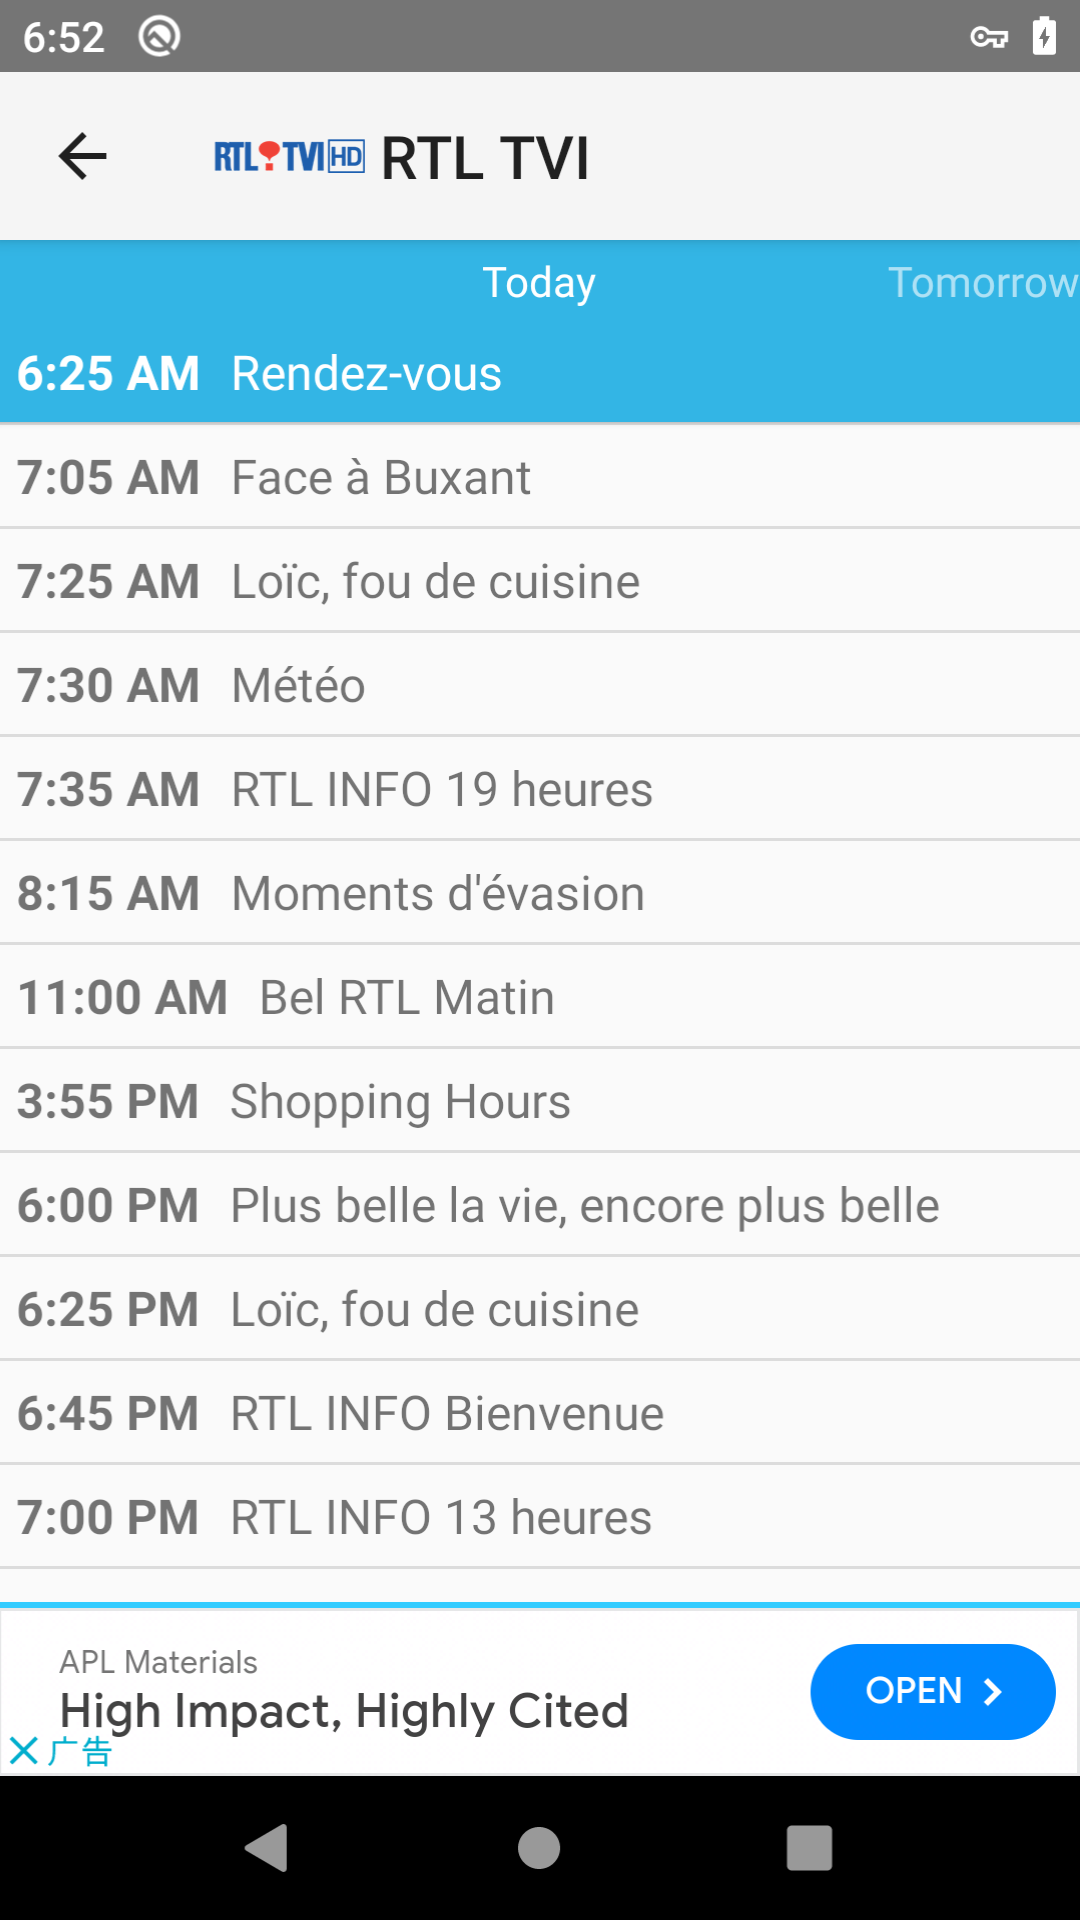 6:52
RTL TVI HD RTL TVI
Today Tomorrow
6:25 AM Rendez-vous
7:05 AM Face à Buxant
7:25 AM Loïc, fou de cuisine
7:30 AM Météo
7:35 AM RTL INFO 19 heures
8:15 AM Moments d'évasion
11:00 AM Bel RTL Matin
3:55 PM Shopping Hours
6:00 PM Plus belle la vie, encore plus belle
6:25 PM Loïc, fou de cuisine
6:45 PM RTL INFO Bienvenue
7:00 PM RTL INFO 13 heures
APL Materials
High Impact, Highly Cited
OPEN
广告